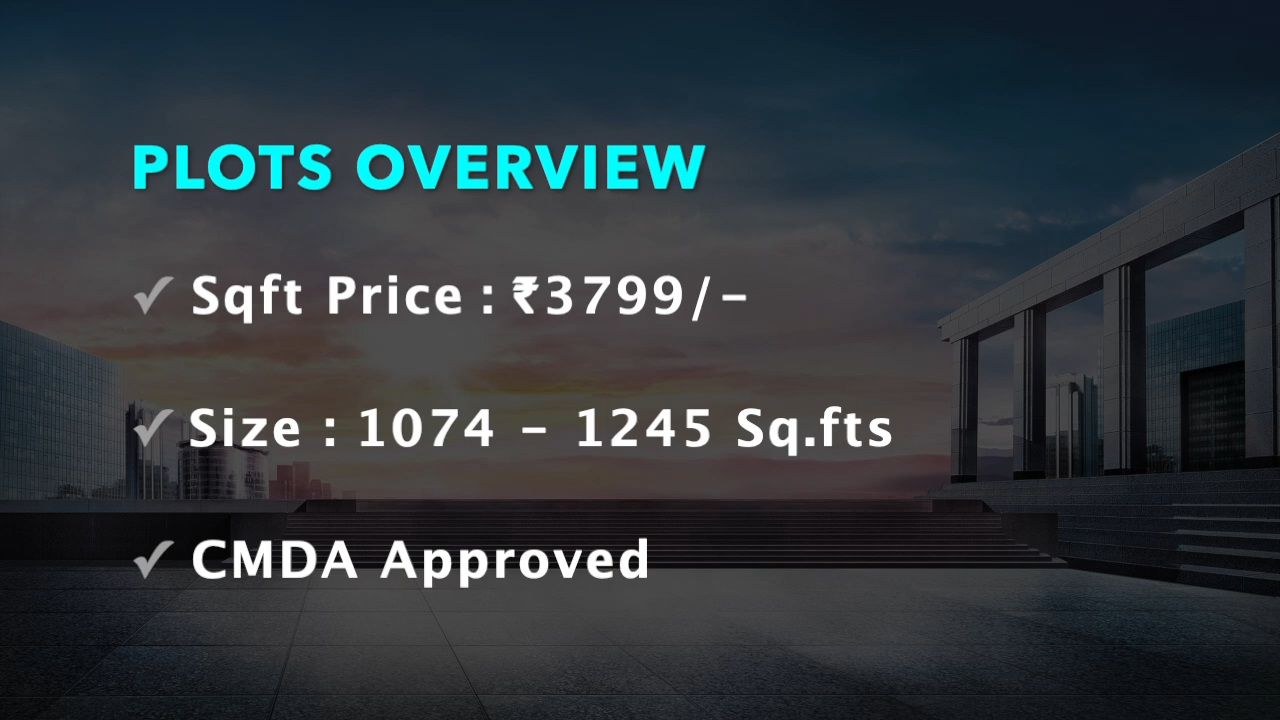 PLOTS OVERVIEW
✓ Sqft Price : ₹3799/-
✓ Size : 1074 - 1245 Sq.fts
✓ CMDA Approved